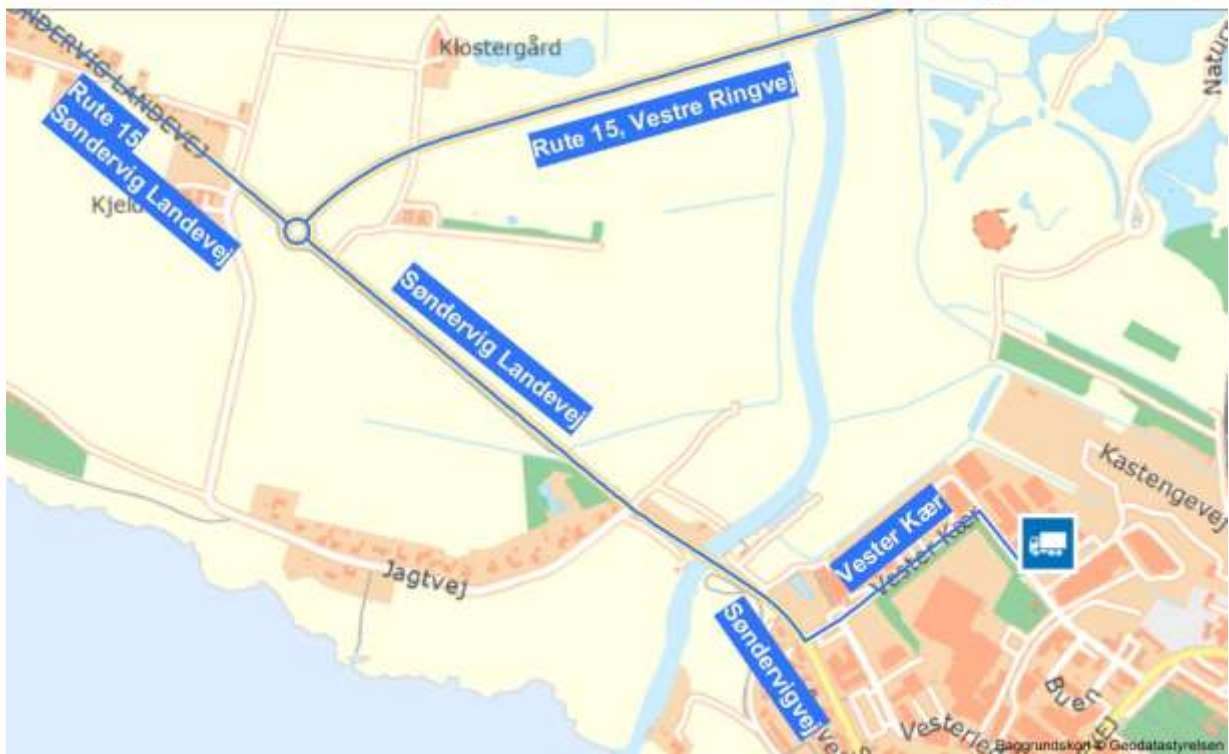 SØNDERVIG LANDEVEJ
Klostergård
Rute 15
Søndervig Landevej
Rute 15, Vestre Ringvej
Søndervig Landevej
Jagtvej
Vester Kær
Vester Kær
Kastengevej
Søndervigvej
Buen
Baggrundskort © Geodatastyrelsen